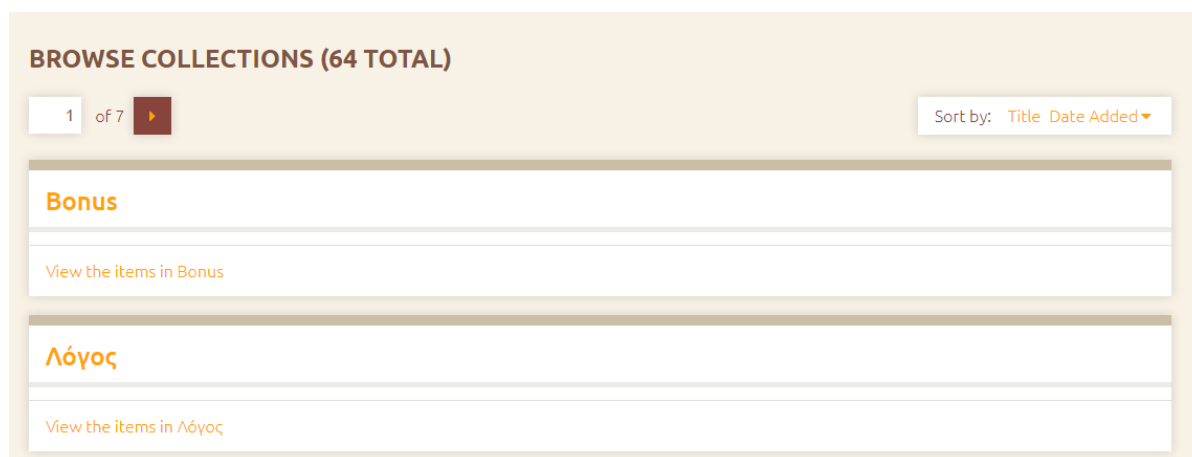 BROWSE COLLECTIONS (64 TOTAL)
1 of 7 Sort by: Title Date Added
Bonus
View the items in Bonus
Λόγος
View the items in Λόγος